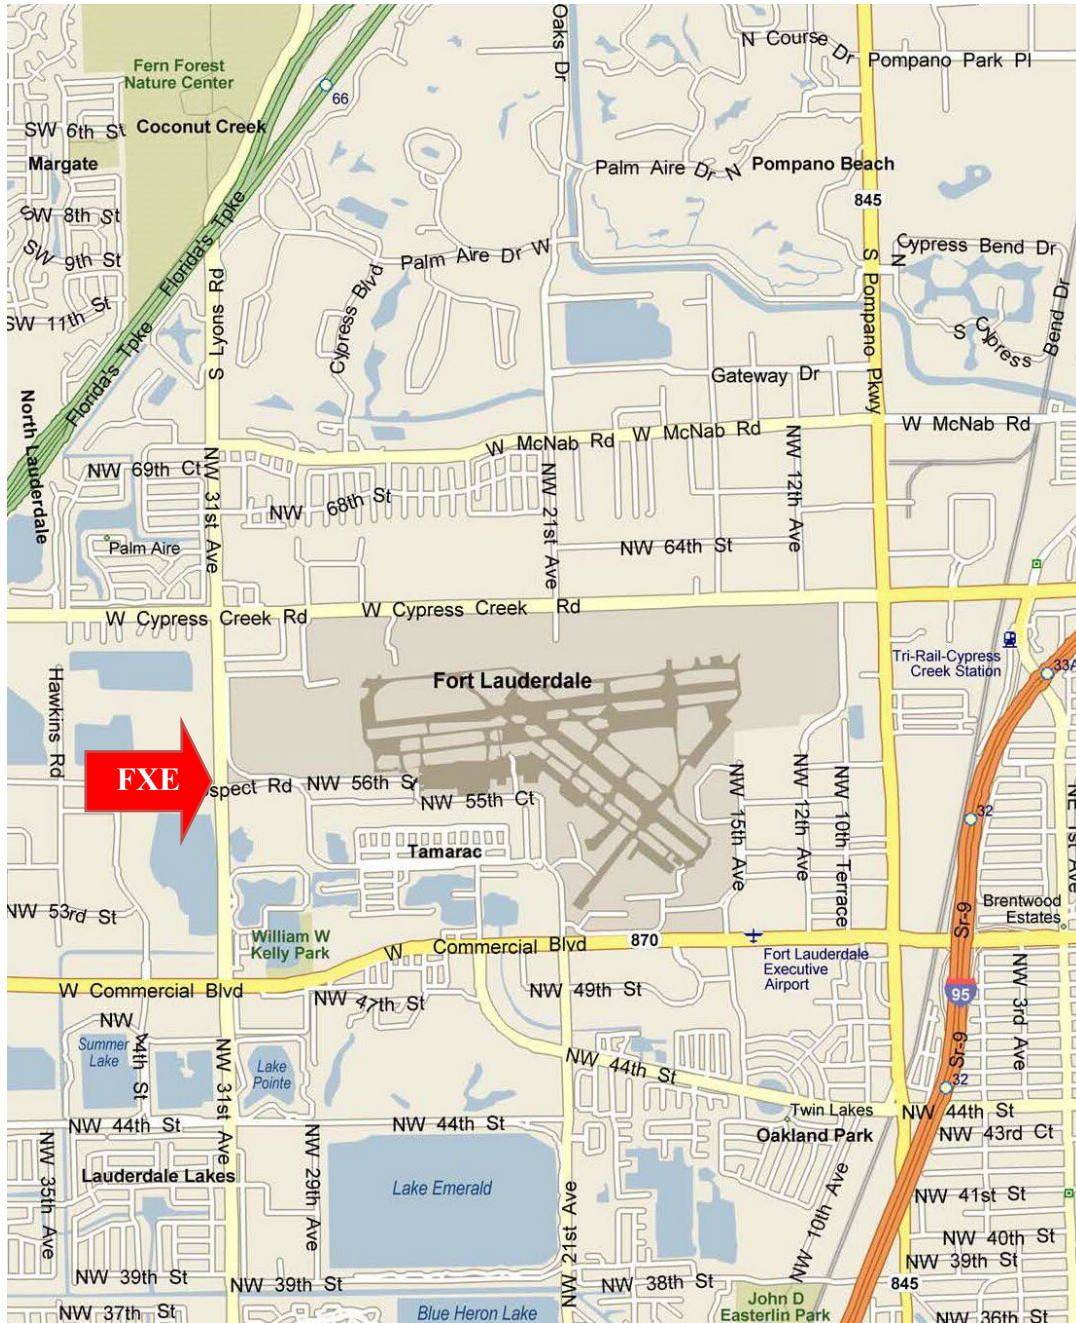 Oaks Dr
N Course Dr
Pompano Park Pl
Fern Forest
Nature Center
66
SW 6th St
Coconut Creek
Margate
Palm Aire Dr N
Pompano Beach
845
SW 8th St
Florida's Tpke
SW 9th St
Palm Aire Dr W
N Cypress Bend Dr
S Pompano Pkwy
SW 11th St
S Lyons Rd
Cypress Blvd
S Cypress
Bend Dr
Florida's Tpke
Gateway Dr
North Lauderdale
W McNab Rd
W McNab Rd
W McNab Rd
NW 69th Ct
NW 31st Ave
NW 21st Ave
NW 12th Ave
NW 68th St
Palm Aire
NW 64th St
W Cypress Creek Rd
W Cypress Creek Rd
Tri-Rail-Cypress
Creek Station
33A
Hawkins Rd
Fort Lauderdale
FXE
spect Rd
NW 56th S
NW 55th Ct
NW 15th Ave
NW 12th Ave
NW 10th Terrace
NE 1st Ave
32
Tamarac
NW 53rd St
Brentwood
Estates
Sr-9
William W
Kelly Park
W Commercial Blvd
870
Fort Lauderdale
Executive
Airport
W Commercial Blvd
NW 47th St
NW 49th St
95
NW 3rd Ave
NW 44th St
Summer
Lake
NW 31st Ave
Lake
Pointe
NW 44th St
Sr-9
32
NW 44th St
NW 44th St
Twin Lakes
NW 44th St
Oakland Park
NW 43rd Ct
NW 35th Ave
Lauderdale Lakes
NW 29th Ave
Lake Emerald
NW 21st Ave
NW 10th Ave
NW 41st St
NW 40th St
NW 39th St
NW 39th St
NW 39th St
NW 38th St
845
NW 37th St
Blue Heron Lake
John D
Easterlin Park
NW 36th St